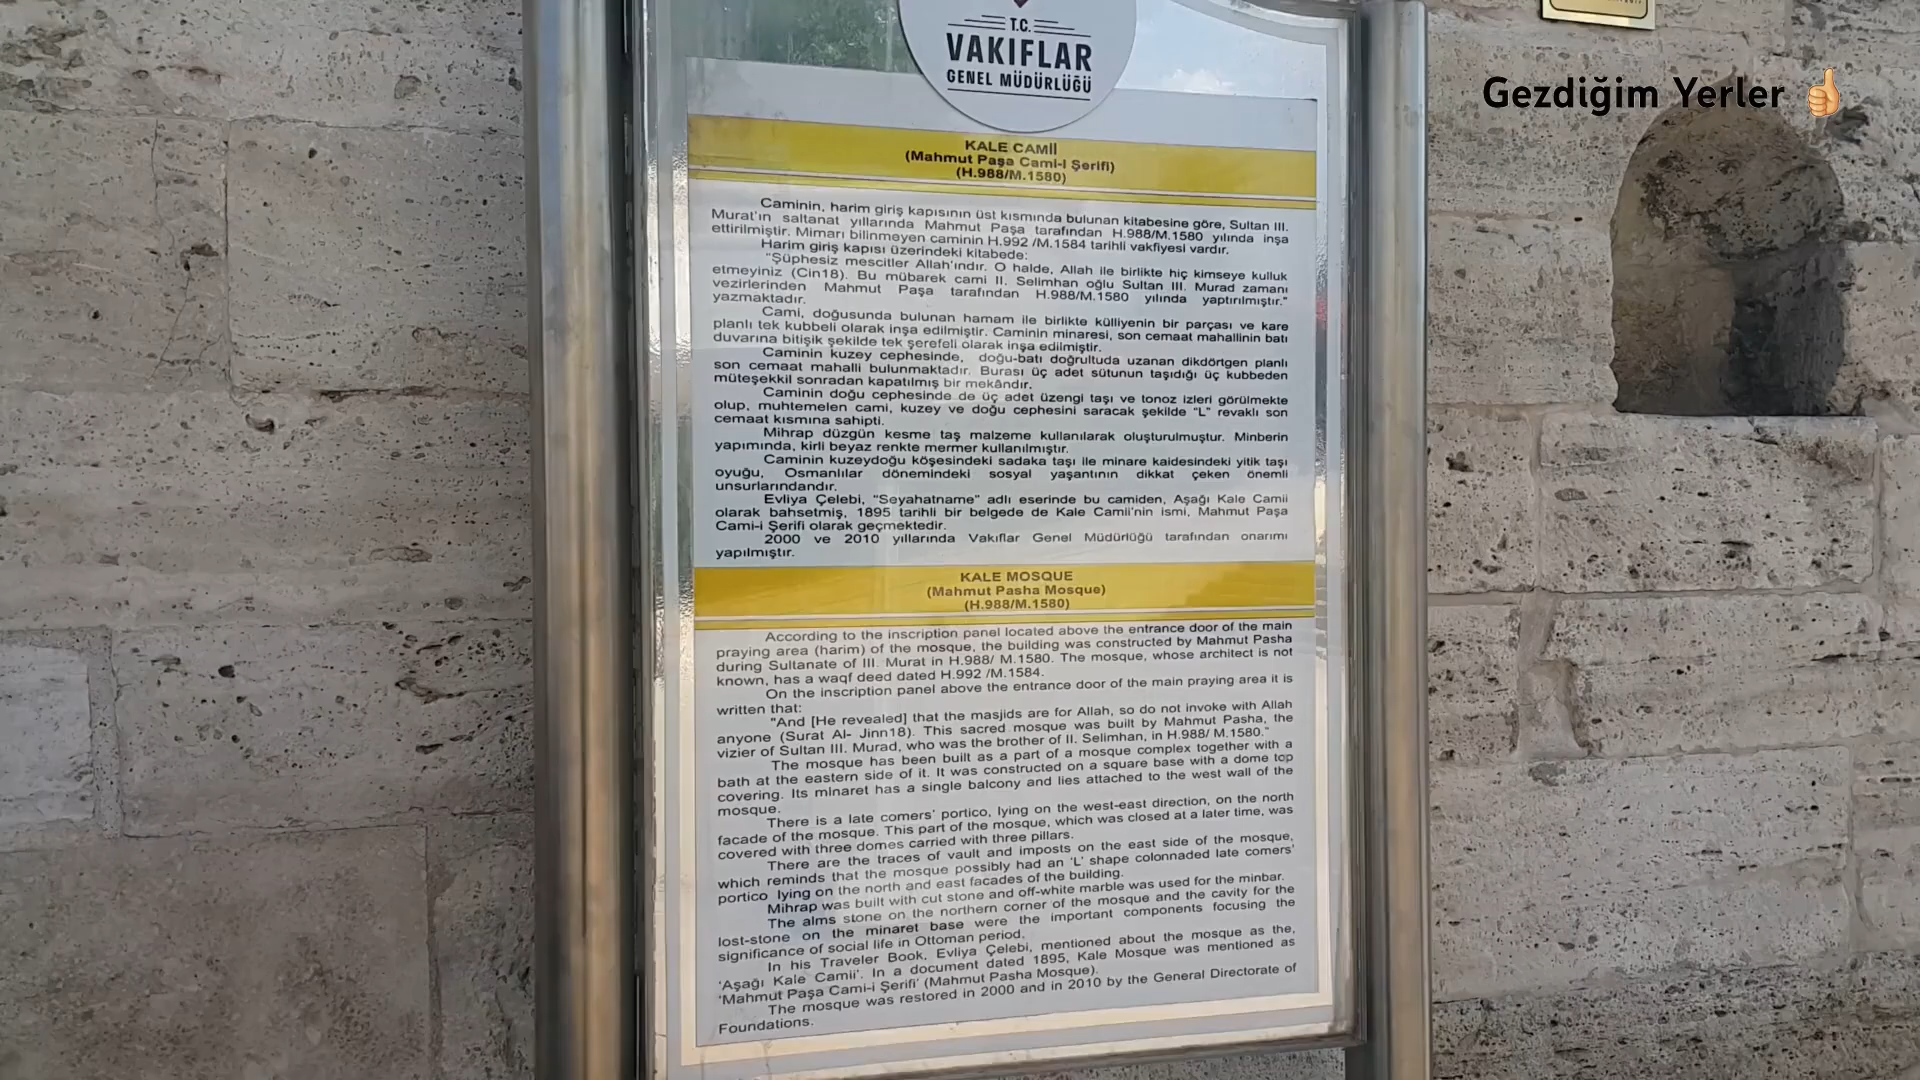 T.C.
VAKIFLAR
GENEL MÜDÜRLÜĞÜ
Gezdiğim Yerler 👍
KALE CAMİİ
(Mahmut Paşa Cami-i Şerifi)
(H.988/M.1580)
Caminin, harim giriş kapısının üst kısmında bulunan kitabesine göre, Sultan III.
Murat'ın saltanat yıllarında Mahmut Paşa tarafından H.988/M.1580 yılında inşa
ettirilmiştir. Mimarı bilinmeyen caminin H.992 /M.1584 tarihli vakfiyesi vardır.
Harim giriş kapısı üzerindeki kitabede:
"Şüphesiz mescitler Allah'ındır. O halde, Allah ile birlikte hiç kimseye kulluk
etmeyiniz (Cin18). Bu mübarek cami II. Selimhan oğlu Sultan III. Murad zamanı
vezirlerinden Mahmut Paşa tarafından H.988/M.1580 yılında yaptırılmıştır."
yazmaktadır.
Cami, doğusunda bulunan hamam ile birlikte külliyenin bir parçası ve kare
planlı tek kubbeli olarak inşa edilmiştir. Caminin minaresi, son cemaat mahallinin batı
duvarına bitişik şekilde tek şerefeli olarak inşa edilmiştir.
Caminin kuzey cephesinde, doğu-batı doğrultuda uzanan dikdörtgen planlı
son cemaat mahalli bulunmaktadır. Burası üç adet sütunun taşıdığı üç kubbeden
müteşekkil sonradan kapatılmış bir mekândır.
Caminin doğu cephesinde de üç adet üzengi taşı ve tonoz izleri görülmekte
olup, muhtemelen cami, kuzey ve doğu cephesini saracak şekilde "L" revaklı son
cemaat kısmına sahipti.
Mihrap düzgün kesme taş malzeme kullanılarak oluşturulmuştur. Minberin
yapımında, kirli beyaz renkte mermer kullanılmıştır.
Caminin kuzeydoğu köşesindeki sadaka taşı ile minare kaidesindeki yitik taşı
oyuğu, Osmanlılar dönemindeki sosyal yaşantının dikkat çeken önemli
unsurlarındandır.
Evliya Çelebi, "Seyahatname" adlı eserinde bu camiden, Aşağı Kale Camii
olarak bahsetmiş, 1895 tarihli bir belgede de Kale Camii'nin ismi, Mahmut Paşa
Cami-i Şerifi olarak geçmektedir.
2000 ve 2010 yıllarında Vakıflar Genel Müdürlüğü tarafından onarımı
yapılmıştır.
KALE MOSQUE
(Mahmut Pasha Mosque)
(H.988/M.1580)
According to the inscription panel located above the entrance door of the main
praying area (harim) of the mosque, the building was constructed by Mahmut Pasha
during Sultanate of III. Murat in H.988/ M.1580. The mosque, whose architect is not
known, has a waqf deed dated H.992 /M.1584.
On the inscription panel above the entrance door of the main praying area it is
written that:
"And [He revealed] that the masjids are for Allah, so do not invoke with Allah
anyone (Surat Al- Jinn18). This sacred mosque was built by Mahmut Pasha, the
vizier of Sultan III. Murad, who was the brother of II. Selimhan, in H.988/ M.1580."
The mosque has been built as a part of a mosque complex together with a
bath at the eastern side of it. It was constructed on a square base with a dome top
covering. Its minaret has a single balcony and lies attached to the west wall of the
mosque.
There is a late comers' portico, lying on the west-east direction, on the north
facade of the mosque. This part of the mosque, which was closed at a later time, was
covered with three domes carried with three pillars.
There are the traces of vault and imposts on the east side of the mosque,
which reminds that the mosque possibly had an 'L' shape colonnaded late comers'
portico lying on the north and east facades of the building.
Mihrap was built with cut stone and off-white marble was used for the minbar.
The alms stone on the northern corner of the mosque and the cavity for the
lost-stone on the minaret base were the important components focusing the
significance of social life in Ottoman period.
In his Traveler Book, Evliya Çelebi, mentioned about the mosque as the,
'Aşağı Kale Camii'. In a document dated 1895, Kale Mosque was mentioned as
'Mahmut Paşa Cami-i Şerifi' (Mahmut Pasha Mosque).
The mosque was restored in 2000 and in 2010 by the General Directorate of
Foundations.